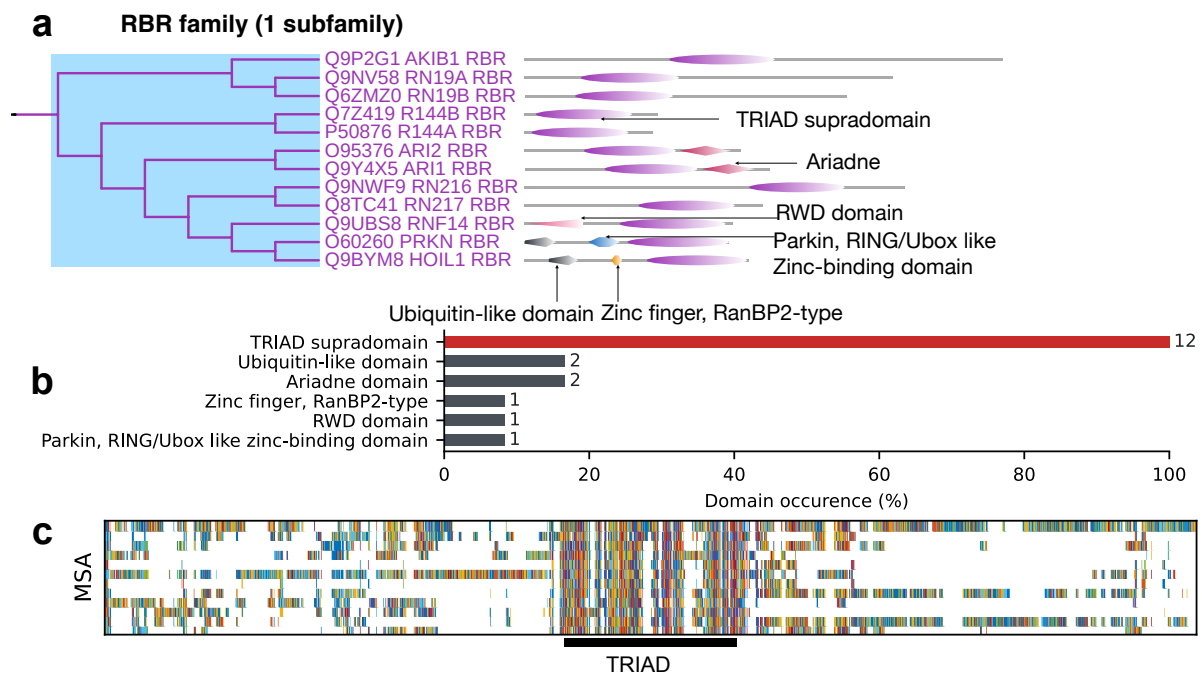 a
RBR family (1 subfamily)
Q9P2G1 AKIB1 RBR
Q9NV58 RN19A RBR
Q6ZMZ0 RN19B RBR
Q7Z419 R144B RBR
P50876 R144A RBR
O95376 ARI2 RBR
Q9Y4X5 ARI1 RBR
Q9NWF9 RN216 RBR
Q8TC41 RN217 RBR
Q9UBS8 RNF14 RBR
O60260 PRKN RBR
Q9BYM8 HOIL1 RBR
TRIAD supradomain
Ariadne
RWD domain
Parkin, RING/Ubox like
Zinc-binding domain
Ubiquitin-like domain
Zinc finger, RanBP2-type
b
TRIAD supradomain
12
Ubiquitin-like domain
2
Ariadne domain
2
Zinc finger, RanBP2-type
1
RWD domain
1
Parkin, RING/Ubox like zinc-binding domain
1
0 20 40 60 80 100
Domain occurence (%)
c
MSA
TRIAD